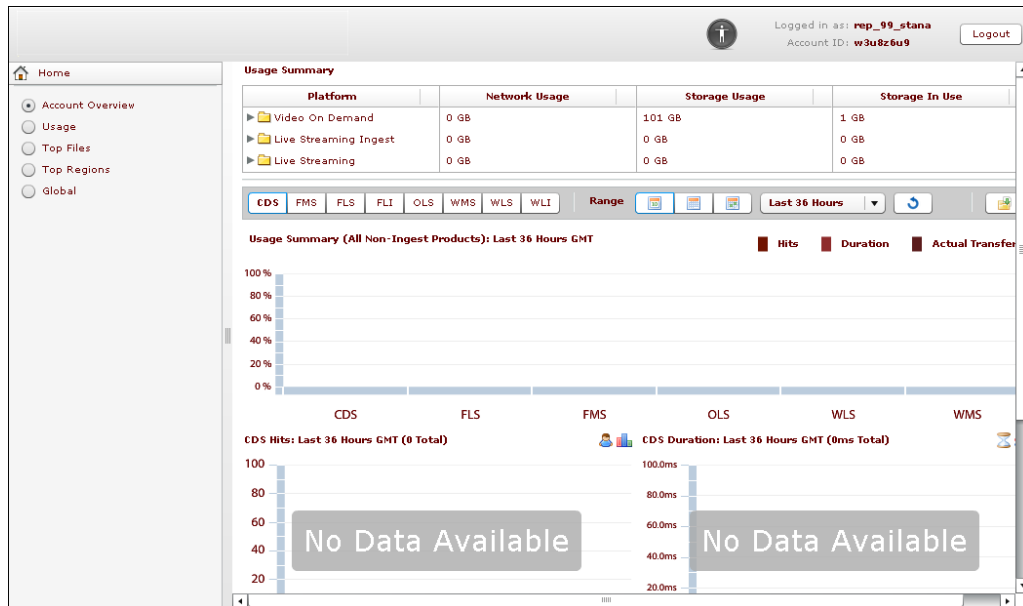 Logged in as: rep_99_stana
Account ID: w3u8z6u9
Logout
Home
Account Overview
Usage
Top Files
Top Regions
Global
Usage Summary
Platform Network Usage Storage Usage Storage In Use
Video On Demand 0 GB 101 GB 1 GB
Live Streaming Ingest 0 GB 0 GB 0 GB
Live Streaming 0 GB 0 GB 0 GB
CDS FMS FLS FLI OLS WMS WLS WLI Range Last 36 Hours
Usage Summary (All Non-Ingest Products): Last 36 Hours GMT
Hits Duration Actual Transfer
100 %
80 %
60 %
40 %
20 %
0 %
CDS FLS FMS OLS WLS WMS
CDS Hits: Last 36 Hours GMT (0 Total)
100
80
60
40
20
No Data Available
CDS Duration: Last 36 Hours GMT (0ms Total)
100.0ms
80.0ms
60.0ms
40.0ms
20.0ms
No Data Available